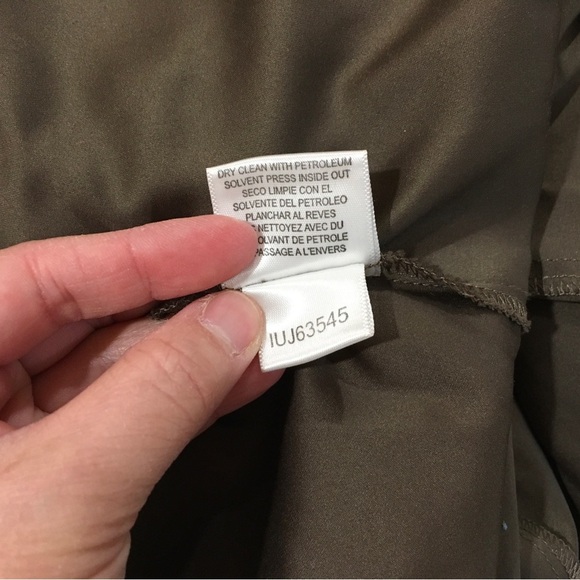 DRY CLEAN WITH PETROLEUM
SOLVENT PRESS INSIDE OUT
SECO LIMPIE CON EL
SOLVENTE DEL PETROLEO
PLANCHAR AL REVES
NETTOYEZ AVEC DU
SOLVANT DE PETROLE
A L'ENVERS
IUJ63545